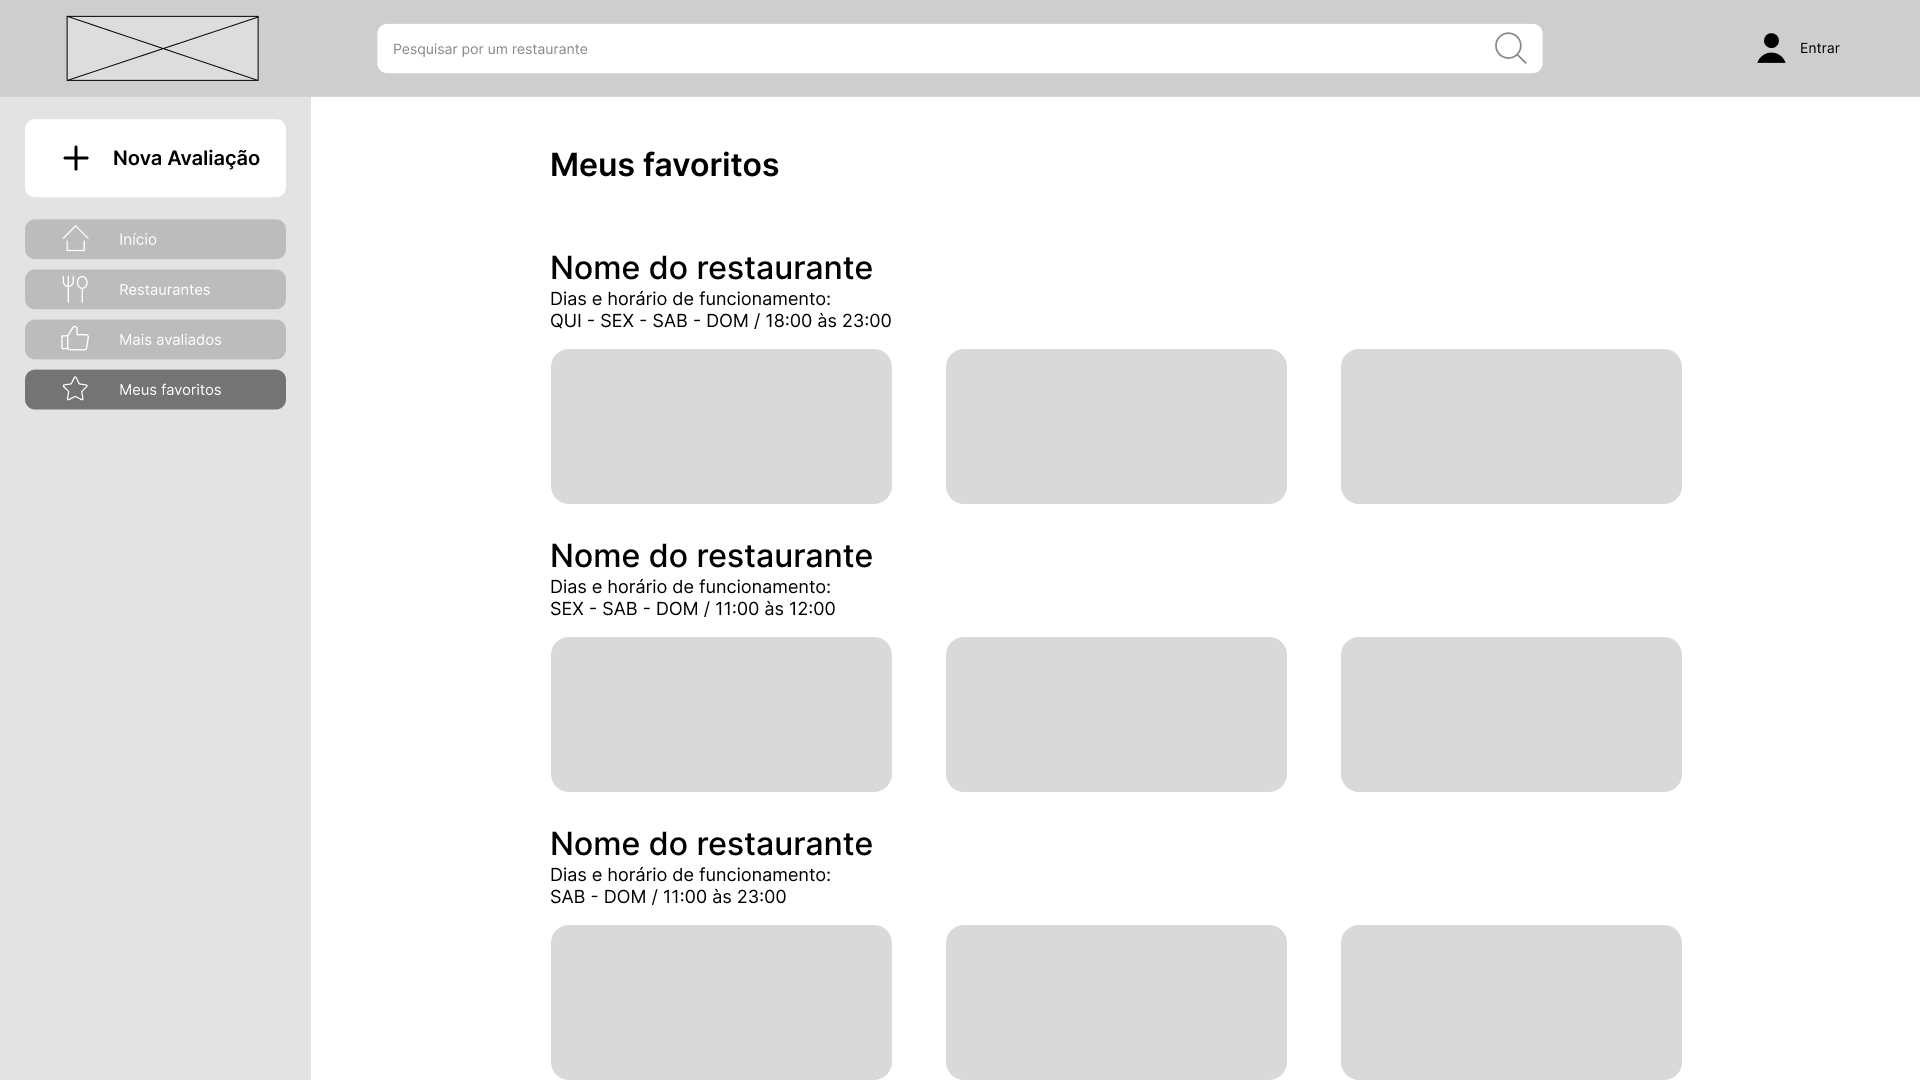 Pesquisar por um restaurante
Entrar
Nova Avaliação
Início
Restaurantes
Mais avaliados
Meus favoritos
Meus favoritos
Nome do restaurante
Dias e horário de funcionamento:
QUI - SEX - SAB - DOM / 18:00 às 23:00
Nome do restaurante
Dias e horário de funcionamento:
SEX - SAB - DOM / 11:00 às 12:00
Nome do restaurante
Dias e horário de funcionamento:
SAB - DOM / 11:00 às 23:00